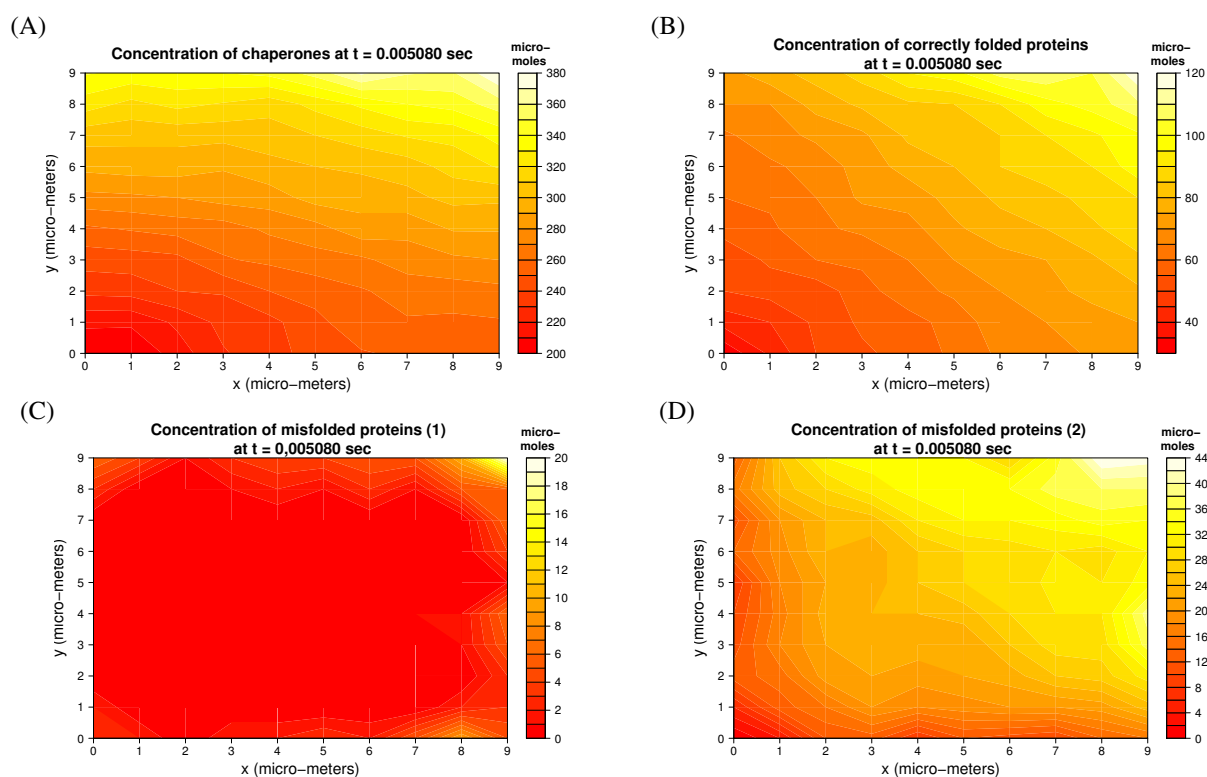 (A)
Concentration of chaperones at t = 0.005080 sec
micro-
moles
9
8
7
6
5
4
3
2
1
0
y (micro-meters)
0 1 2 3 4 5 6 7 8 9
x (micro-meters)
380
360
340
320
300
280
260
240
220
200
(B)
Concentration of correctly folded proteins
at t = 0.005080 sec
micro-
moles
9
8
7
6
5
4
3
2
1
0
y (micro-meters)
0 1 2 3 4 5 6 7 8 9
x (micro-meters)
120
100
80
60
40
(C)
Concentration of misfolded proteins (1)
at t = 0,005080 sec
micro-
moles
9
8
7
6
5
4
3
2
1
0
y (micro-meters)
0 1 2 3 4 5 6 7 8 9
x (micro-meters)
20
18
16
14
12
10
8
6
4
2
0
(D)
Concentration of misfolded proteins (2)
at t = 0.005080 sec
micro-
moles
9
8
7
6
5
4
3
2
1
0
y (micro-meters)
0 1 2 3 4 5 6 7 8 9
x (micro-meters)
44
40
36
32
28
24
20
16
12
8
4
0